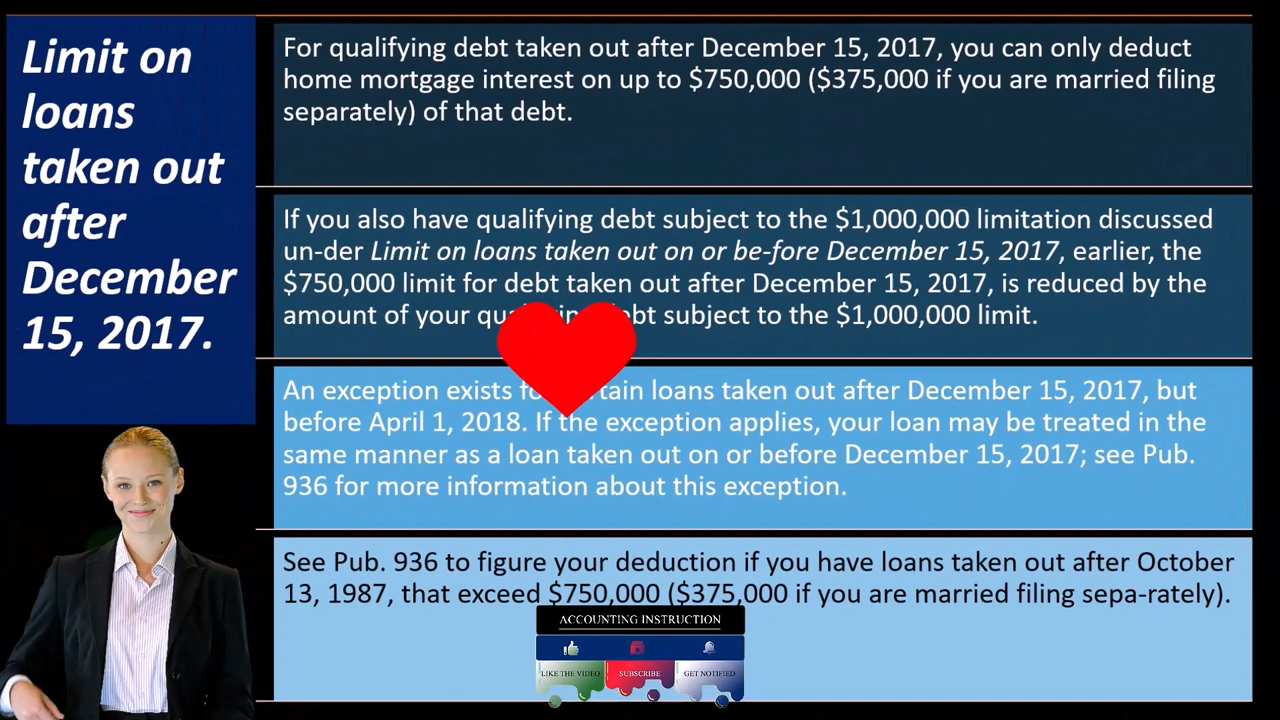 Limit on
loans
taken out
after
December
15, 2017.
For qualifying debt taken out after December 15, 2017, you can only deduct
home mortgage interest on up to $750,000 ($375,000 if you are married filing
separately) of that debt.
If you also have qualifying debt subject to the $1,000,000 limitation discussed
un-der Limit on loans taken out on or be-fore December 15, 2017, earlier, the
$750,000 limit for debt taken out after December 15, 2017, is reduced by the
amount of your debt subject to the $1,000,000 limit.
An exception exists loans taken out after December 15, 2017, but
before April 1, 2018. If the exception applies, your loan may be treated in the
same manner as a loan taken out on or before December 15, 2017; see Pub.
936 for more information about this exception.
See Pub. 936 to figure your deduction if you have loans taken out after October
13, 1987, that exceed $750,000 ($375,000 if you are married filing sepa-rately).
ACCOUNTING INSTRUCTION
LIKE THE VIDEO SUBSCRIBE GET NOTIFIED